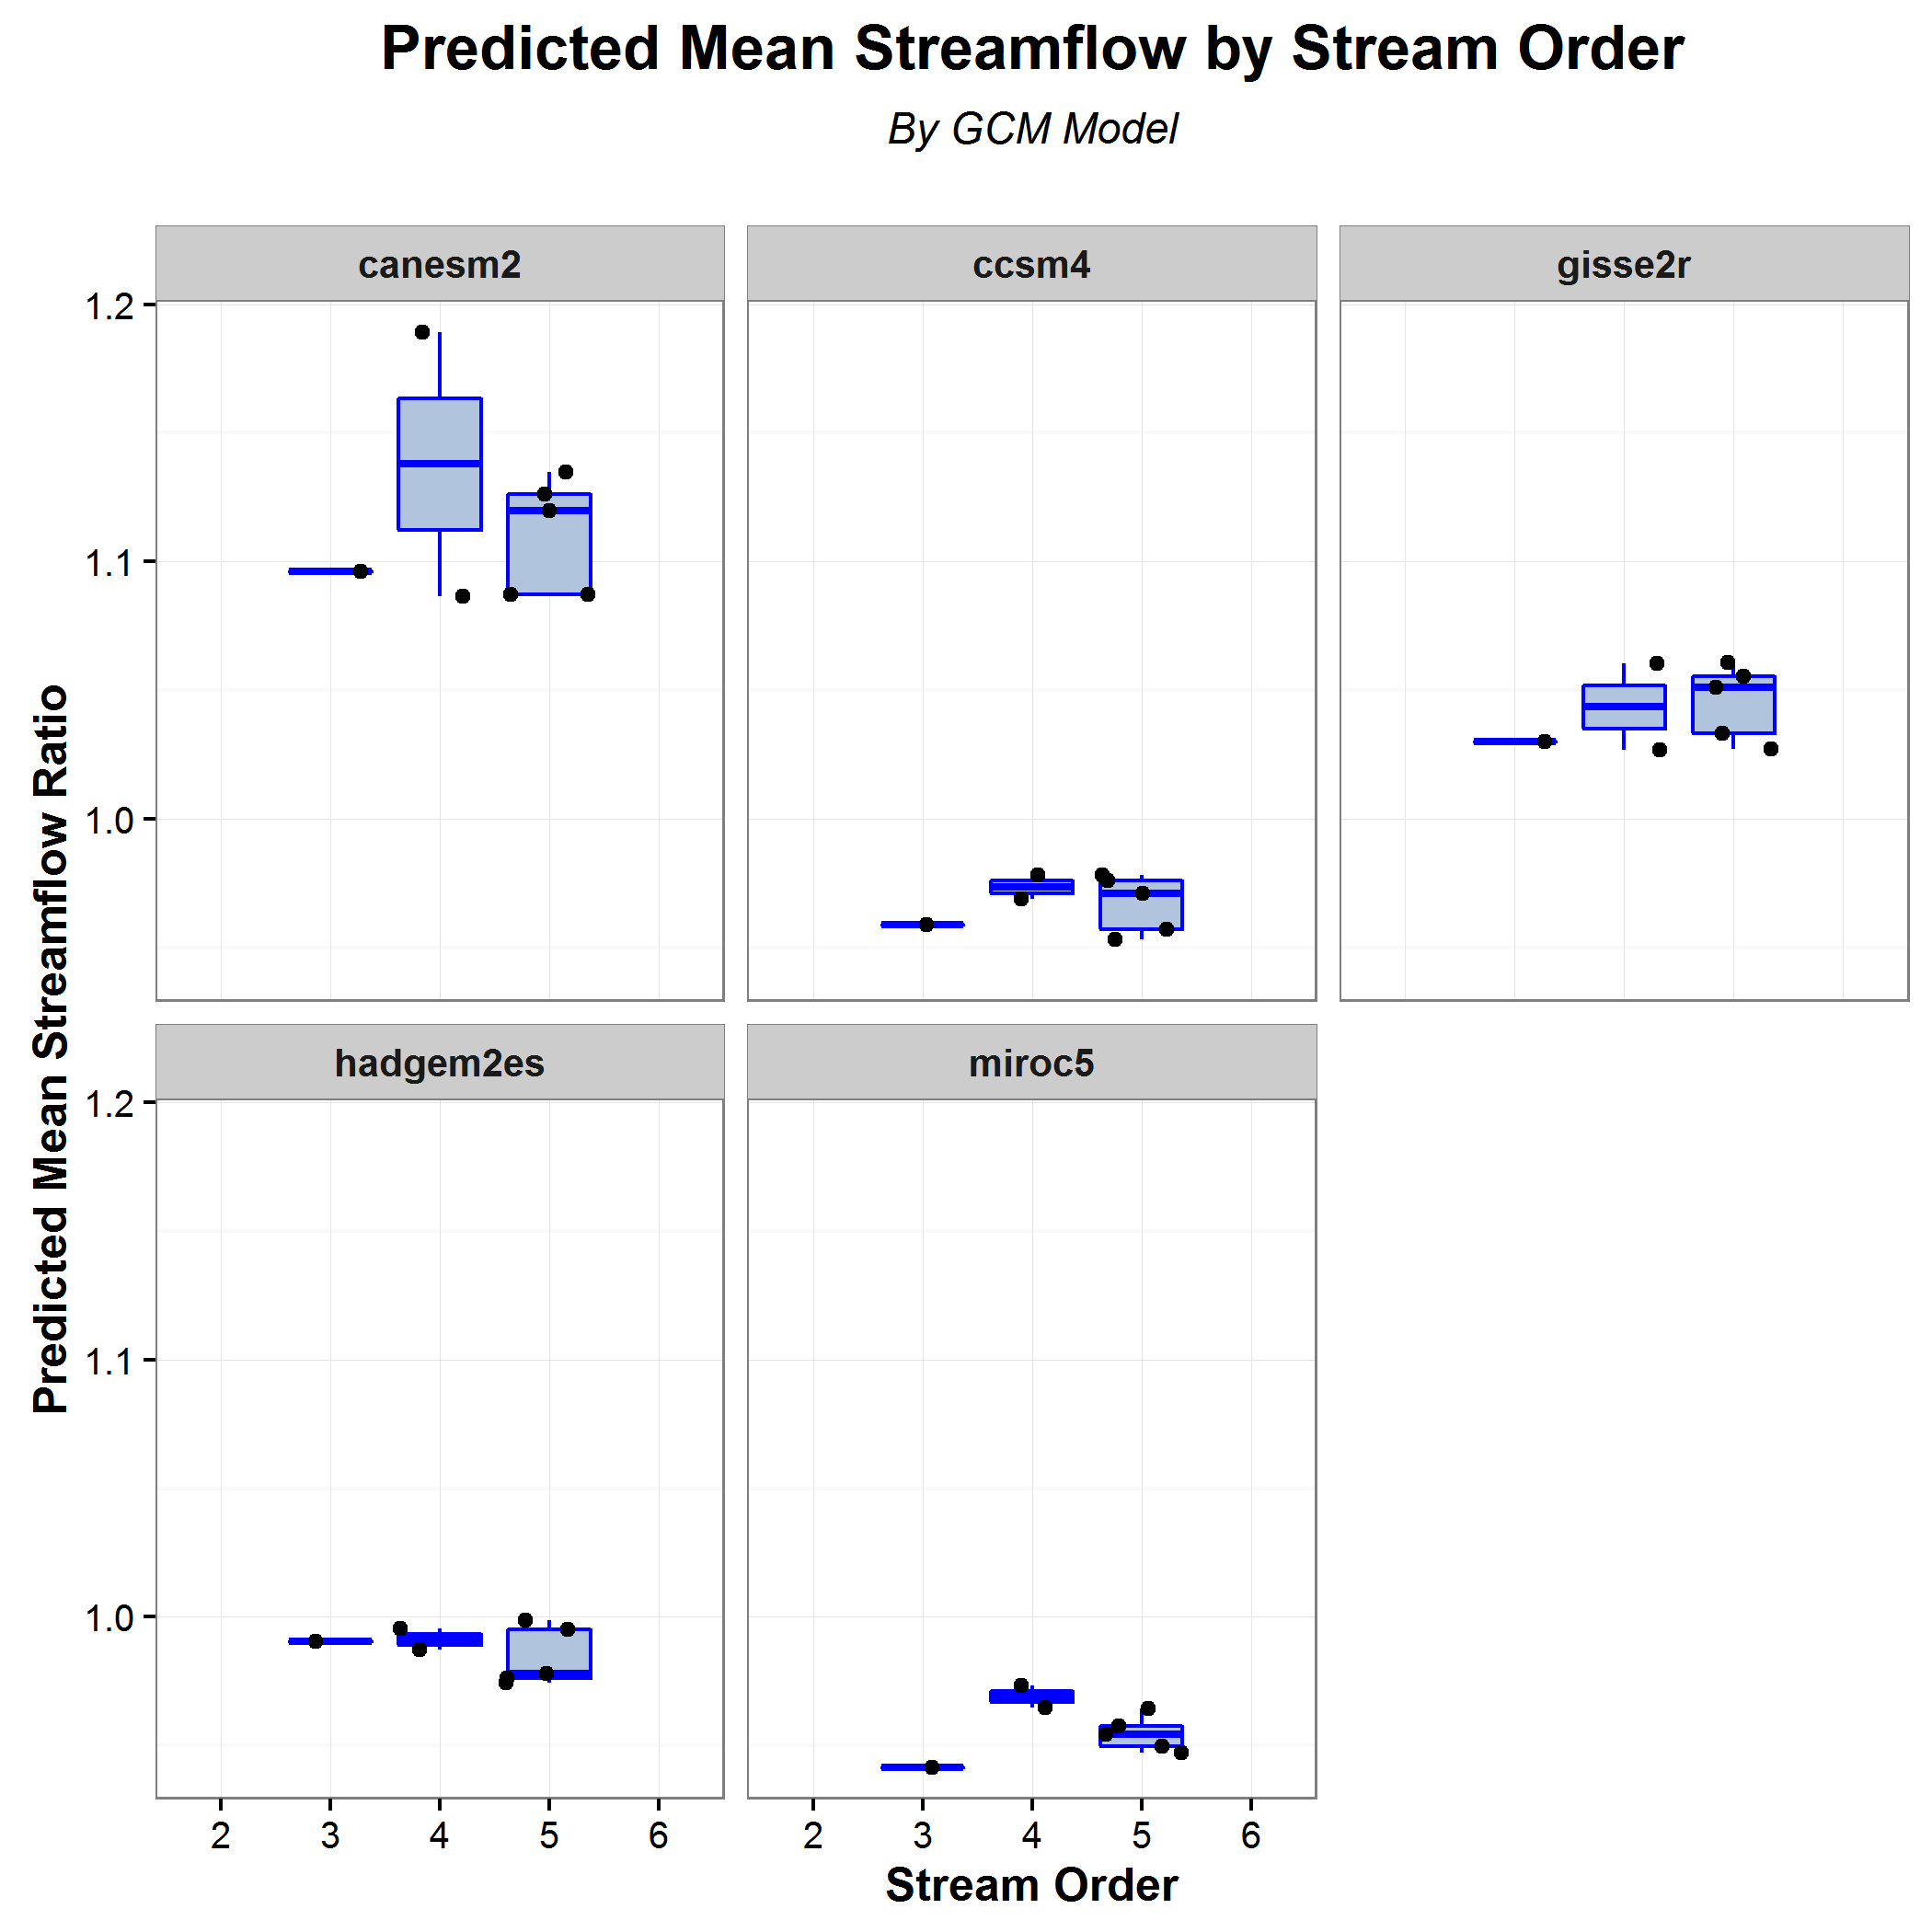 Predicted Mean Streamflow by Stream Order
By GCM Model
canesm2
ccsm4
gisse2r
1.2
1.1
1.0
Predicted Mean Streamflow Ratio
hadgem2es
miroc5
1.2
1.1
1.0
2 3 4 5 6
2 3 4 5 6
Stream Order